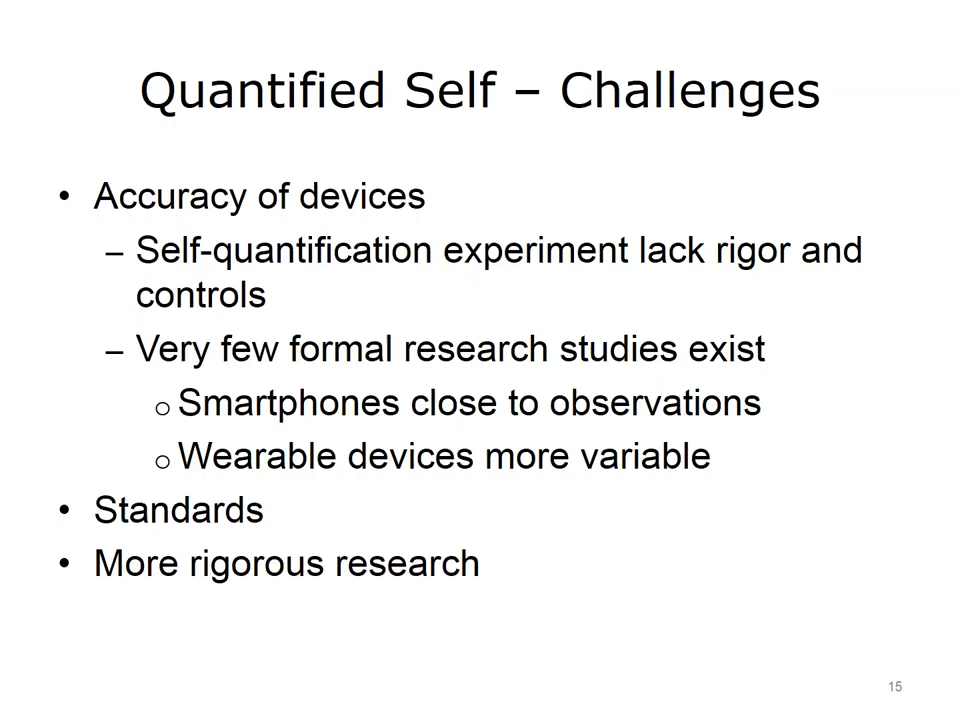 Quantified Self – Challenges
• Accuracy of devices
– Self-quantification experiment lack rigor and
controls
– Very few formal research studies exist
o Smartphones close to observations
o Wearable devices more variable
• Standards
• More rigorous research
15